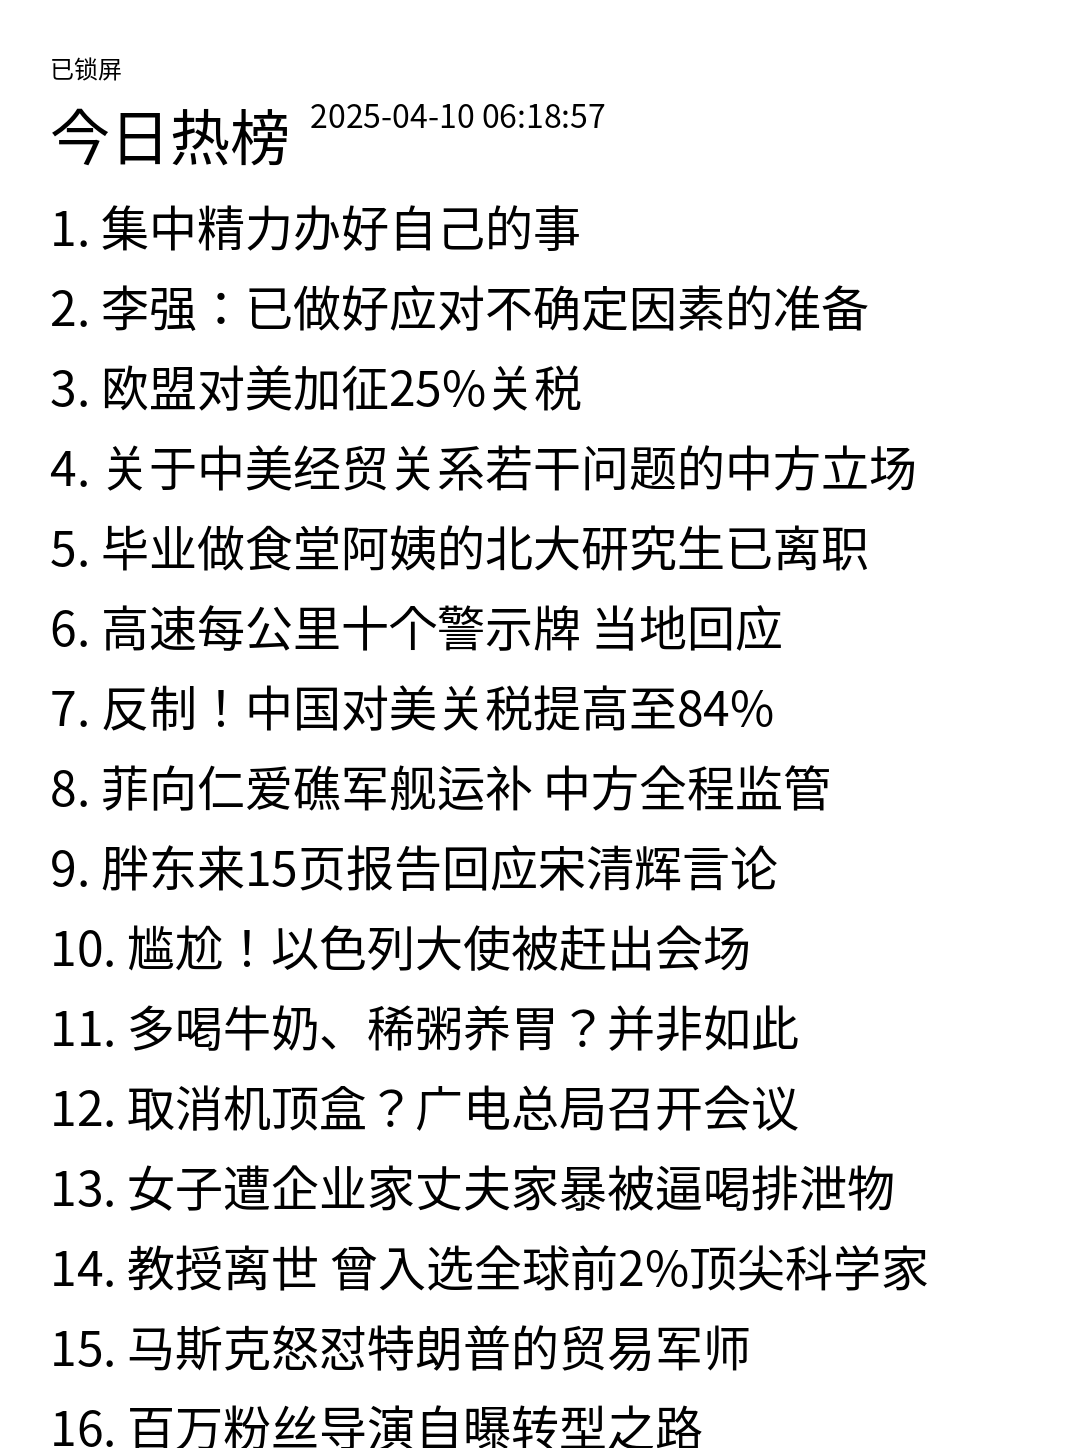 已锁屏
今日热榜 2025-04-10 06:18:57
1. 集中精力办好自己的事
2. 李强：已做好应对不确定因素的准备
3. 欧盟对美加征25%关税
4. 关于中美经贸关系若干问题的中方立场
5. 毕业做食堂阿姨的北大研究生已离职
6. 高速每公里十个警示牌 当地回应
7. 反制！中国对美关税提高至84%
8. 菲向仁爱礁军舰运补 中方全程监管
9. 胖东来15页报告回应宋清辉言论
10. 尴尬！以色列大使被赶出会场
11. 多喝牛奶、稀粥养胃？并非如此
12. 取消机顶盒？广电总局召开会议
13. 女子遭企业家丈夫家暴被逼喝排泄物
14. 教授离世 曾入选全球前2%顶尖科学家
15. 马斯克怒怼特朗普的贸易军师
16. 百万粉丝导演自曝转型之路